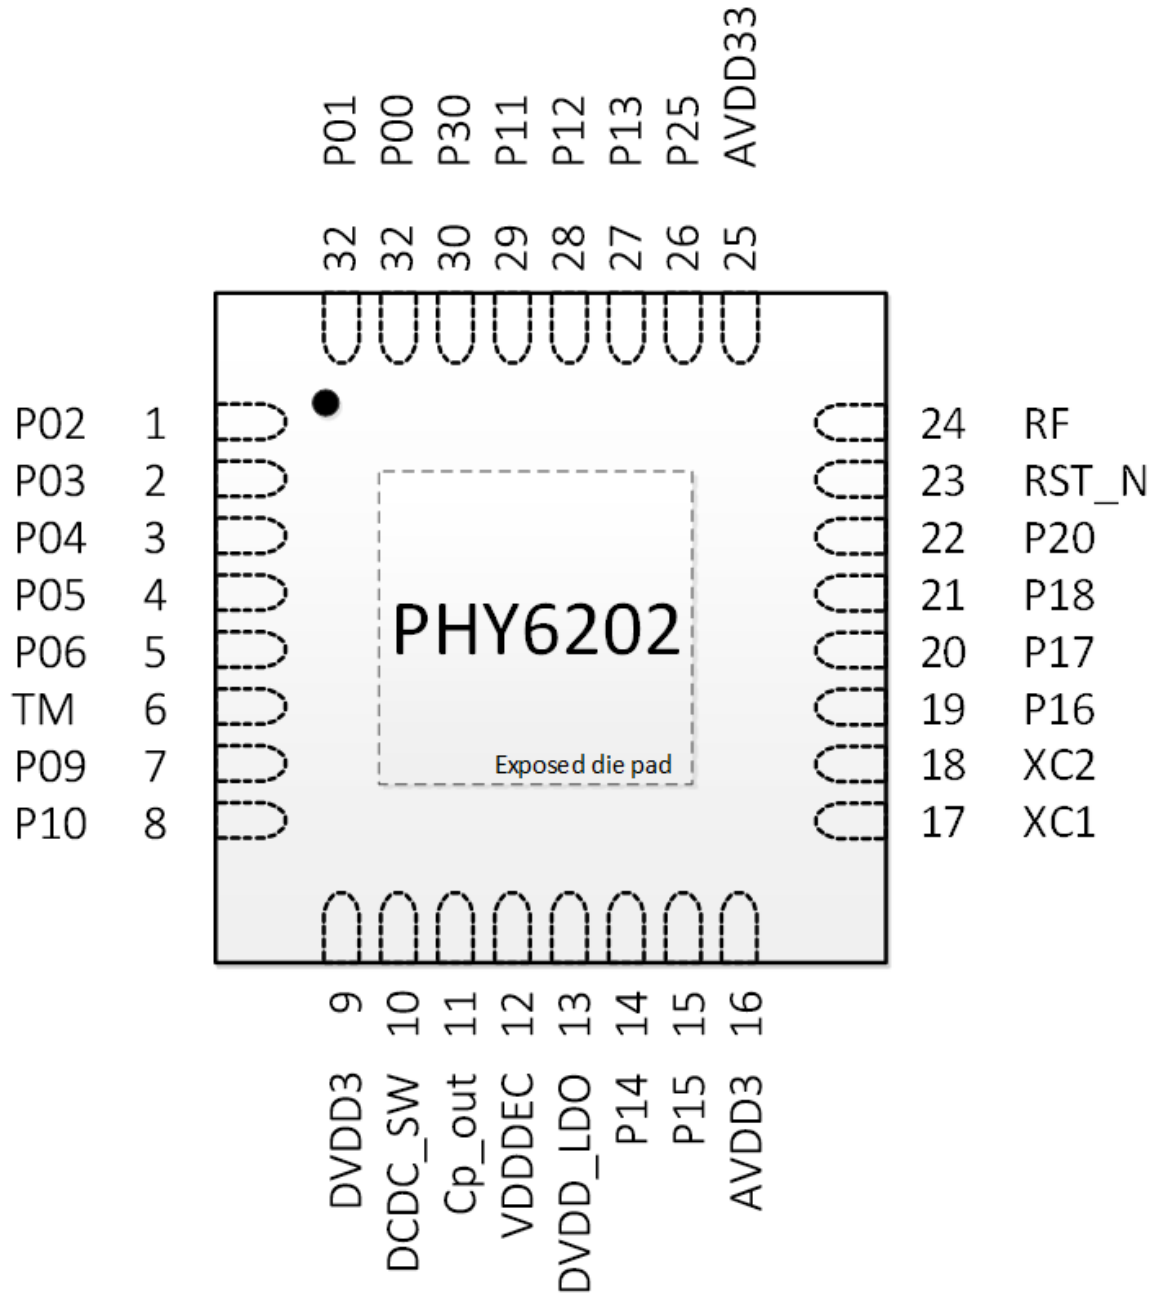 P01 P00 P30 P11 P12 P13 P25 AVDD33
32 32 30 29 28 27 26 25
P02 1 24 RF
P03 2 23 RST_N
P04 3 22 P20
P05 4 21 P18
P06 5 20 P17
TM 6 19 P16
P09 7 18 XC2
P10 8 17 XC1
PHY6202
Exposed die pad
9 10 11 12 13 14 15 16
DVDD3 DCDC_SW Cp_out VDDDEC DVDD_LDO P14 P15 AVDD3